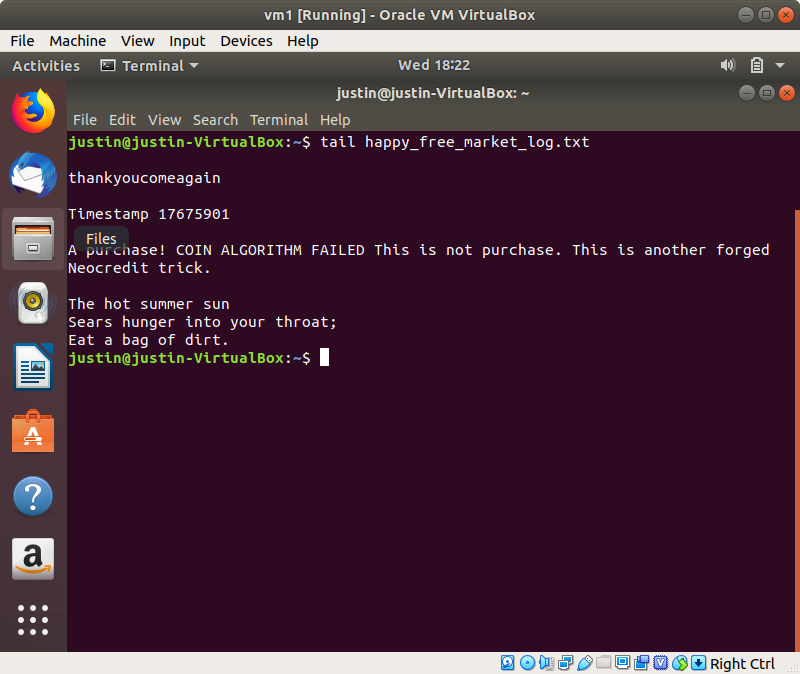 vm1 [Running] - Oracle VM VirtualBox
File Machine View Input Devices Help
Activities Terminal Wed 18:22
justin@justin-VirtualBox: ~
File Edit View Search Terminal Help
justin@justin-VirtualBox:~$ tail happy_free_market_log.txt
thankyoucomeagain
Timestamp 17675901
Files
A purchase! COIN ALGORITHM FAILED This is not purchase. This is another forged
Neocredit trick.
The hot summer sun
Sears hunger into your throat;
Eat a bag of dirt.
justin@justin-VirtualBox:~$
Right Ctrl